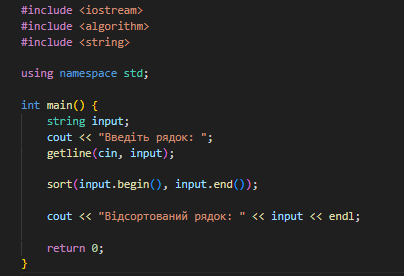 #include <iostream>
#include <algorithm>
#include <string>
using namespace std;
int main() {
string input;
cout << "Введіть рядок: ";
getline(cin, input);
sort(input.begin(), input.end());
cout << "Відсортований рядок: " << input << endl;
return 0;
}